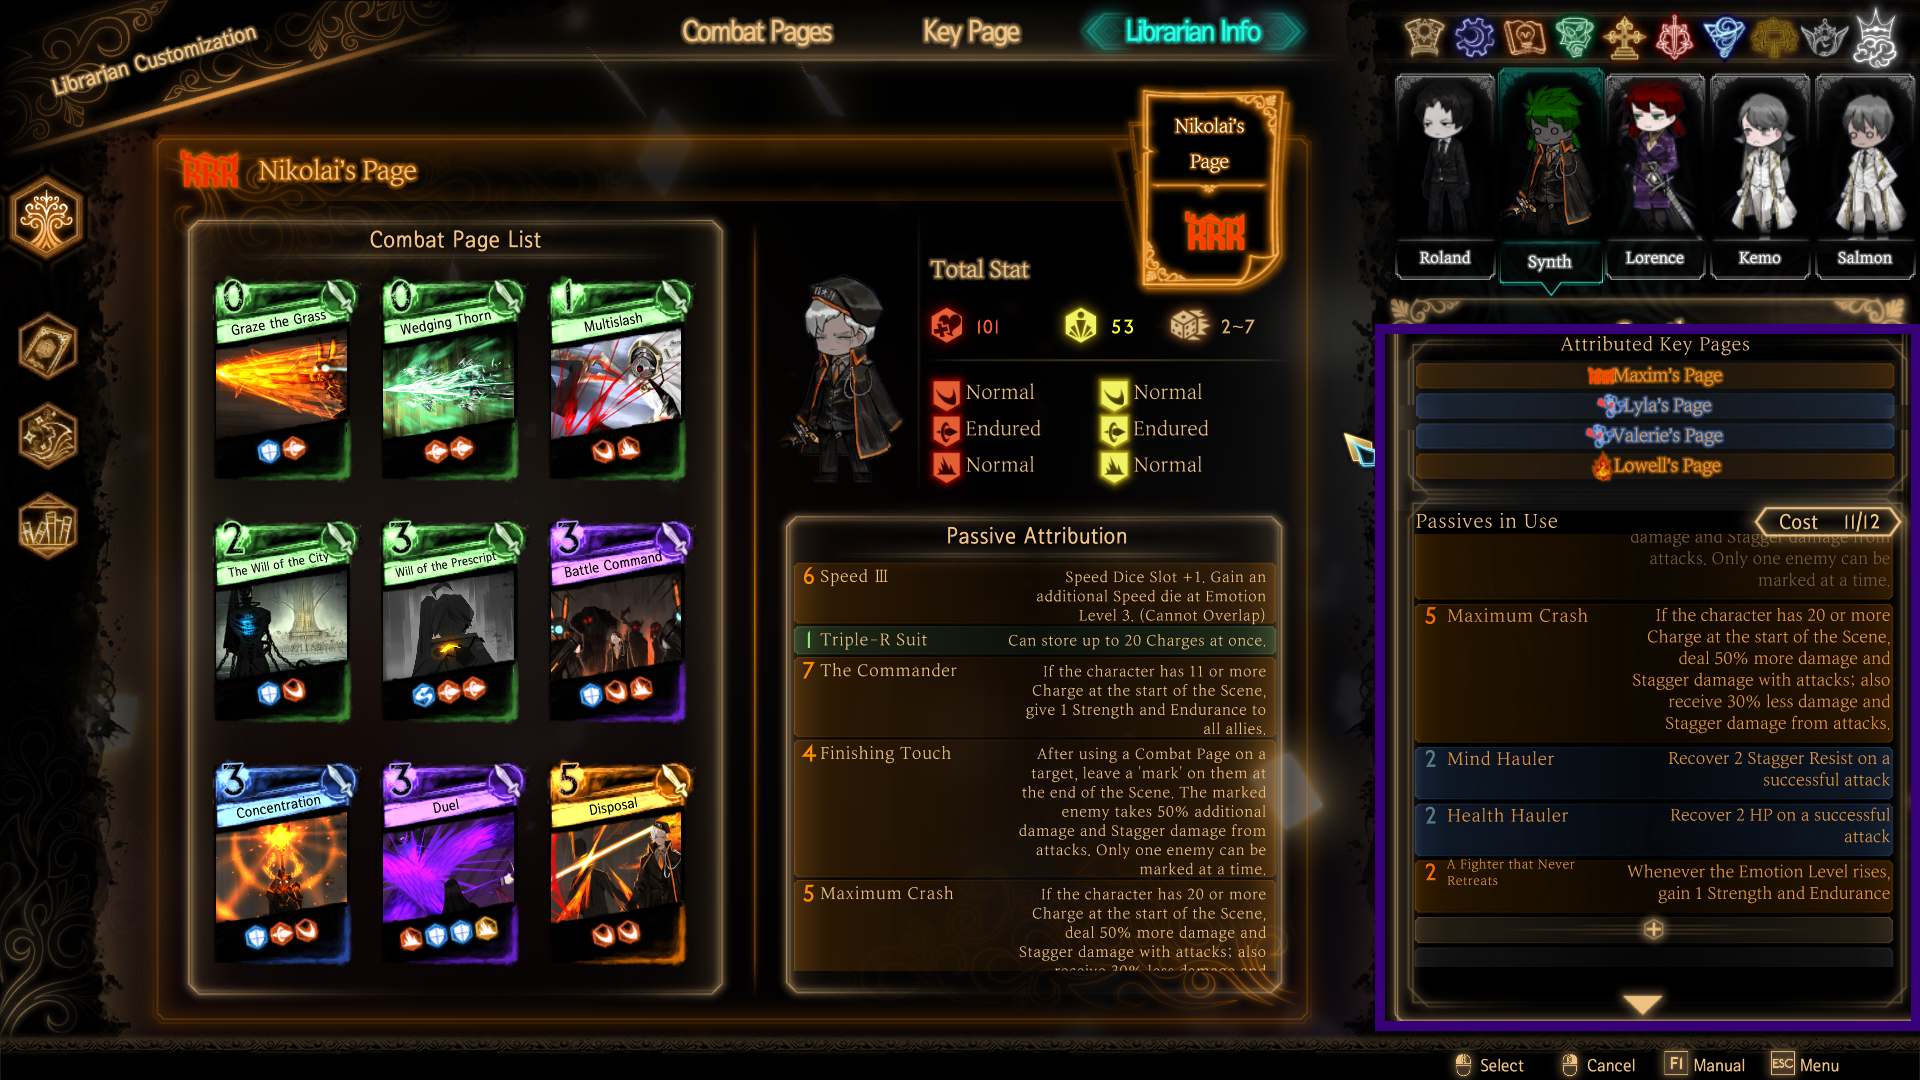 Librarian Customization
Combat Pages
Key Page
Librarian Info
Nikolai's Page
Nikolai's
Page
RRR
Combat Page List
0
Graze the Grass
0
Wedging Thorn
1
Multislash
2
The Will of the City
3
Will of the Prescript
3
Battle Command
3
Concentration
3
Duel
5
Disposal
Total Stat
101
53
2~7
Normal
Normal
Endured
Endured
Normal
Normal
Passive Attribution
6 Speed III
Speed Dice Slot +1. Gain an
additional Speed die at Emotion
Level 3. (Cannot Overlap)
1 Triple-R Suit
Can store up to 20 Charges at once.
7 The Commander
If the character has 11 or more
Charge at the start of the Scene,
give 1 Strength and Endurance to
all allies.
4 Finishing Touch
After using a Combat Page on a
target, leave a 'mark' on them at
the end of the Scene. The marked
enemy takes 50% additional
damage and Stagger damage from
attacks. Only one enemy can be
marked at a time.
5 Maximum Crash
If the character has 20 or more
Charge at the start of the Scene,
deal 50% more damage and
Stagger damage with attacks; also
receive 30% less damage and
Roland
Synth
Lorence
Kemo
Salmon
Attributed Key Pages
Maxim's Page
Lyla's Page
Valerie's Page
Lowell's Page
Passives in Use
Cost 11/12
damage and Stagger damage from
attacks. Only one enemy can be
marked at a time.
5 Maximum Crash
If the character has 20 or more
Charge at the start of the Scene,
deal 50% more damage and
Stagger damage with attacks; also
receive 30% less damage and
Stagger damage from attacks.
2 Mind Hauler
Recover 2 Stagger Resist on a
successful attack
2 Health Hauler
Recover 2 HP on a successful
attack
2 A Fighter that Never
Retreats
Whenever the Emotion Level rises,
gain 1 Strength and Endurance
Select
Cancel
F1 Manual
ESC Menu